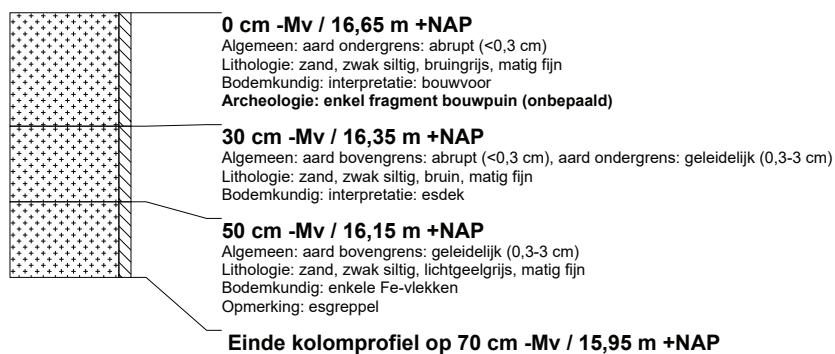 0 cm -Mv / 16,65 m +NAP
Algemeen: aard ondergrens: abrupt (<0,3 cm)
Lithologie: zand, zwak siltig, bruingrijs, matig fijn
Bodemkundig: interpretatie: bouwvoor
Archeologie: enkel fragment bouwpuin (onbepaald)
30 cm -Mv / 16,35 m +NAP
Algemeen: aard bovengrens: abrupt (<0,3 cm), aard ondergrens: geleidelijk (0,3-3 cm)
Lithologie: zand, zwak siltig, bruin, matig fijn
Bodemkundig: interpretatie: esdek
50 cm -Mv / 16,15 m +NAP
Algemeen: aard bovengrens: geleidelijk (0,3-3 cm)
Lithologie: zand, zwak siltig, lichtgeelgrijs, matig fijn
Bodemkundig: enkele Fe-vlekken
Opmerking: esgreppel
Einde kolomprofiel op 70 cm -Mv / 15,95 m +NAP